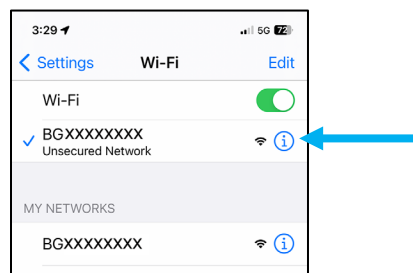 3:29 5G 72
Settings Wi-Fi Edit
Wi-Fi
BGXXXXXXXX
Unsecured Network
MY NETWORKS
BGXXXXXXXX